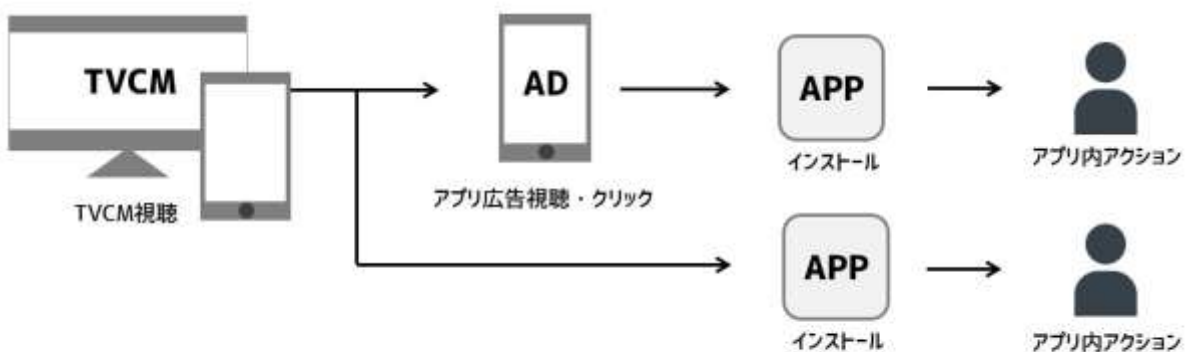 TVCM
TVCM視聴
AD
アプリ広告視聴・クリック
APP
インストール
アプリ内アクション
APP
インストール
アプリ内アクション